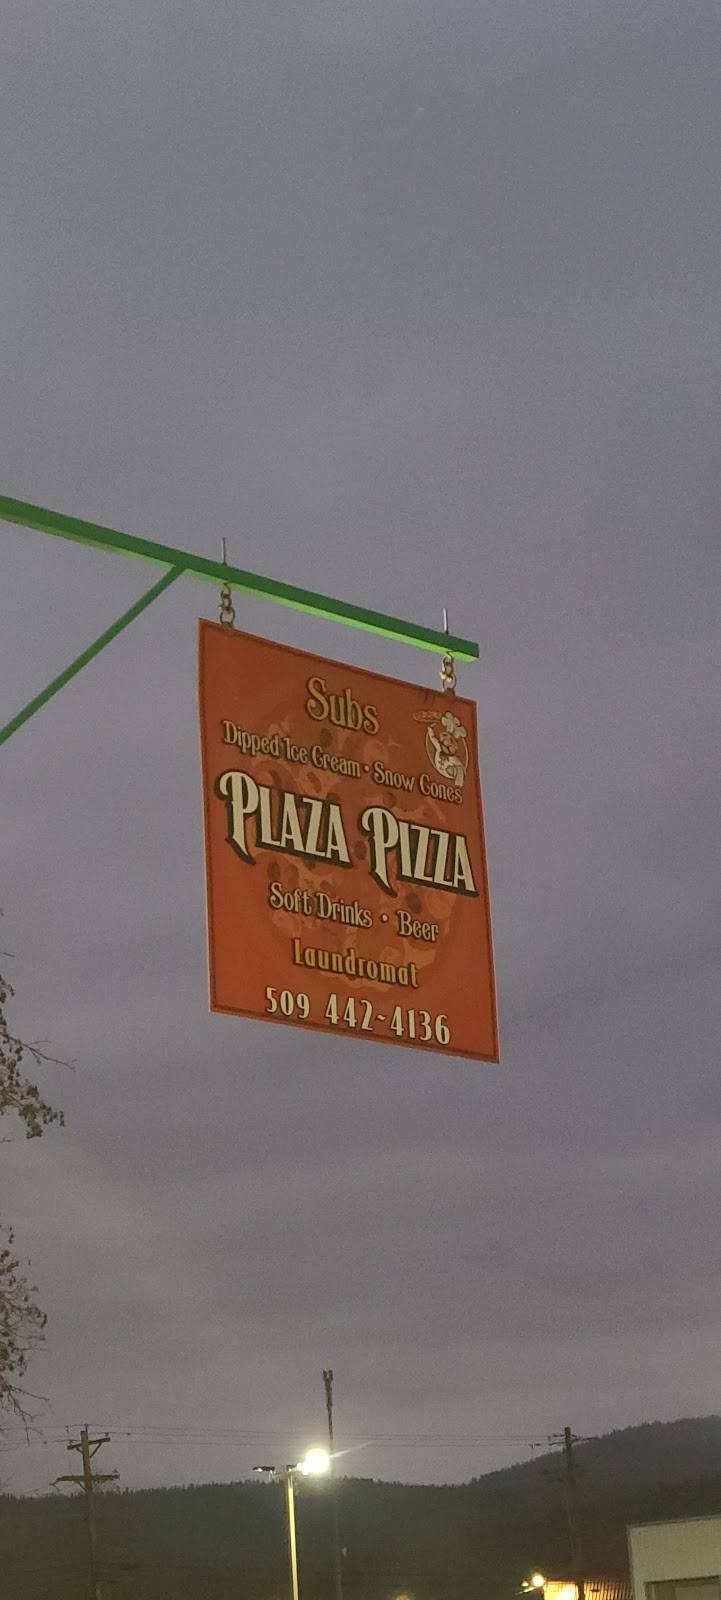 Subs
Dipped Ice Cream • Snow Cones
PLAZA PIZZA
Soft Drinks • Beer
Laundromat
509 442~4136